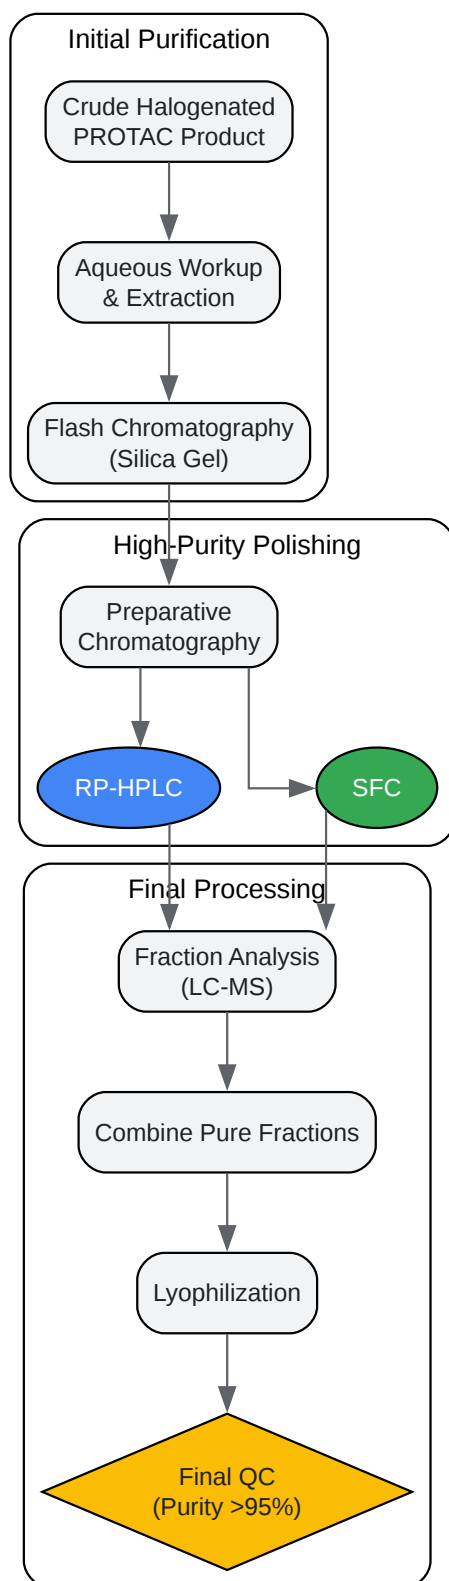 Initial Purification
Crude Halogenated
PROTAC Product
Aqueous Workup
& Extraction
Flash Chromatography
(Silica Gel)
High-Purity Polishing
Preparative
Chromatography
RP-HPLC
SFC
Final Processing
Fraction Analysis
(LC-MS)
Combine Pure Fractions
Lyophilization
Final QC
(Purity >95%)